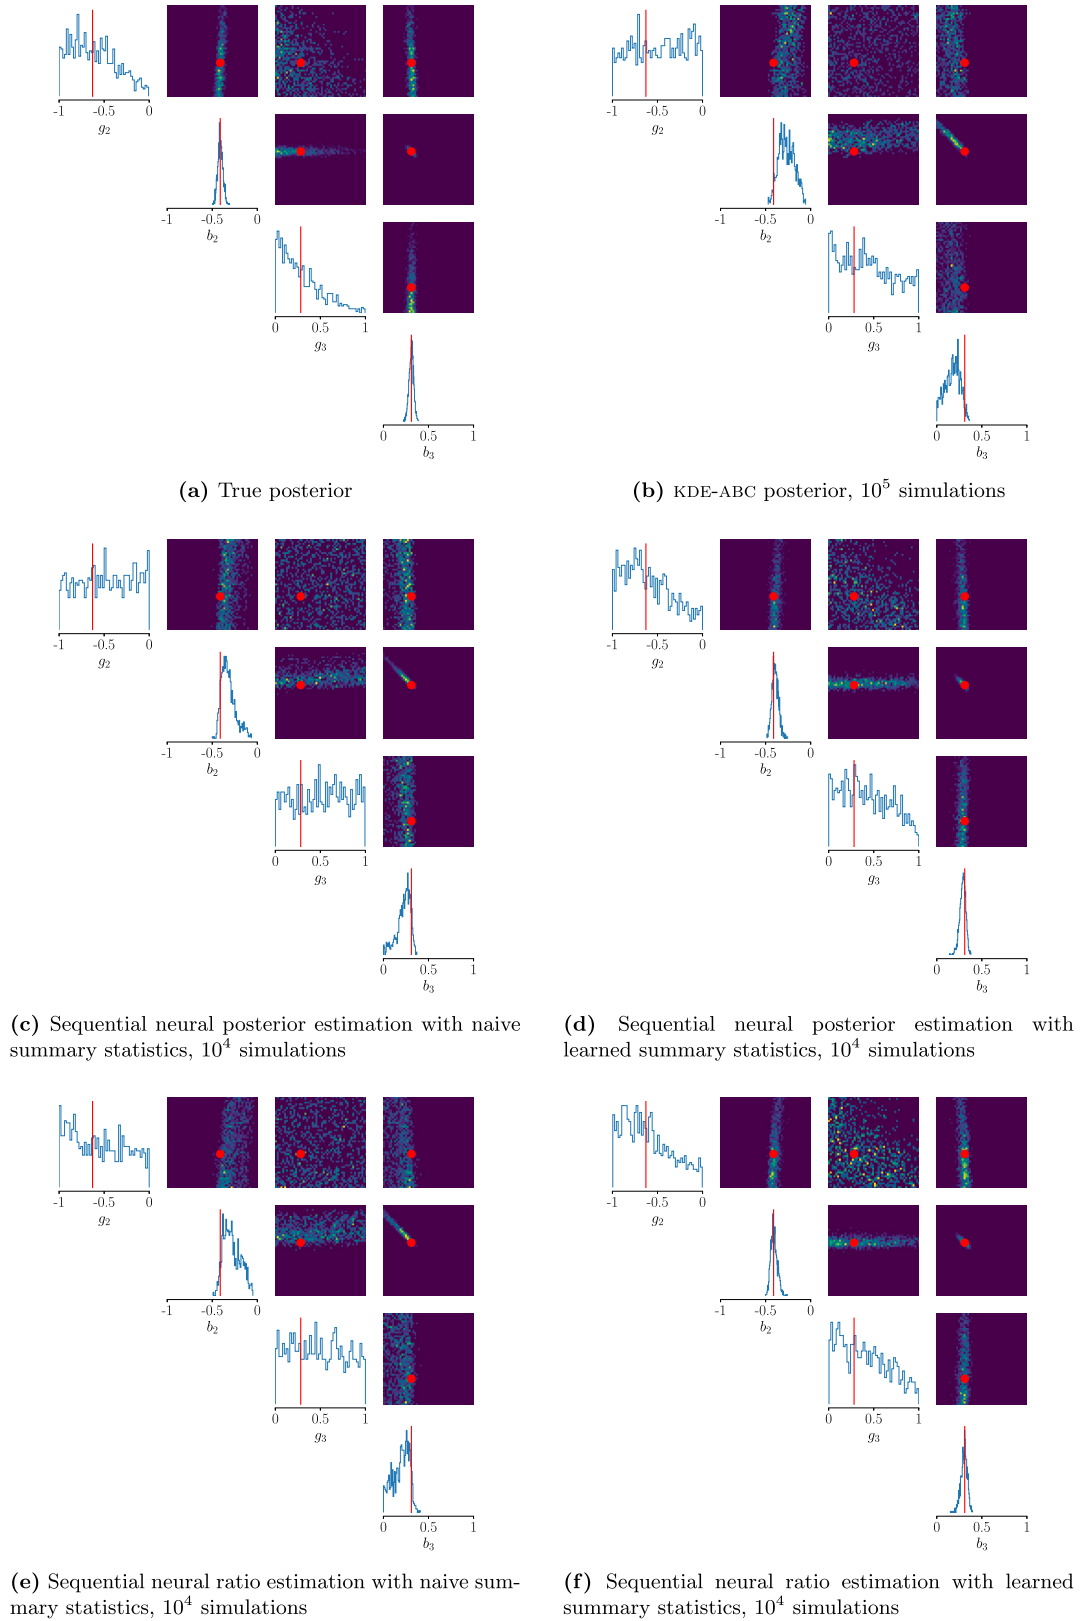 -1 -0.5 0
g2
-1 -0.5 0
b2
0 0.5 1
g3
0 0.5 1
b3
(a) True posterior
-1 -0.5 0
g2
-1 -0.5 0
b2
0 0.5 1
g3
0 0.5 1
b3
(b) KDE-ABC posterior, 10^5 simulations
-1 -0.5 0
g2
-1 -0.5 0
b2
0 0.5 1
g3
0 0.5 1
b3
(c) Sequential neural posterior estimation with naive
summary statistics, 10^4 simulations
-1 -0.5 0
g2
-1 -0.5 0
b2
0 0.5 1
g3
0 0.5 1
b3
(d) Sequential neural posterior estimation with
learned summary statistics, 10^4 simulations
-1 -0.5 0
g2
-1 -0.5 0
b2
0 0.5 1
g3
0 0.5 1
b3
(e) Sequential neural ratio estimation with naive sum-
mary statistics, 10^4 simulations
-1 -0.5 0
g2
-1 -0.5 0
b2
0 0.5 1
g3
0 0.5 1
b3
(f) Sequential neural ratio estimation with learned
summary statistics, 10^4 simulations